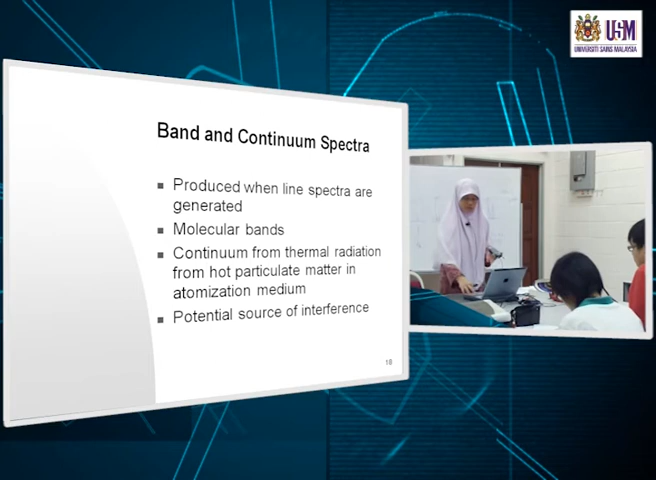 USM
UNIVERSITI SAINS MALAYSIA
Band and Continuum Spectra
Produced when line spectra are
generated
Molecular bands
Continuum from thermal radiation
from hot particulate matter in
atomization medium
Potential source of interference
18